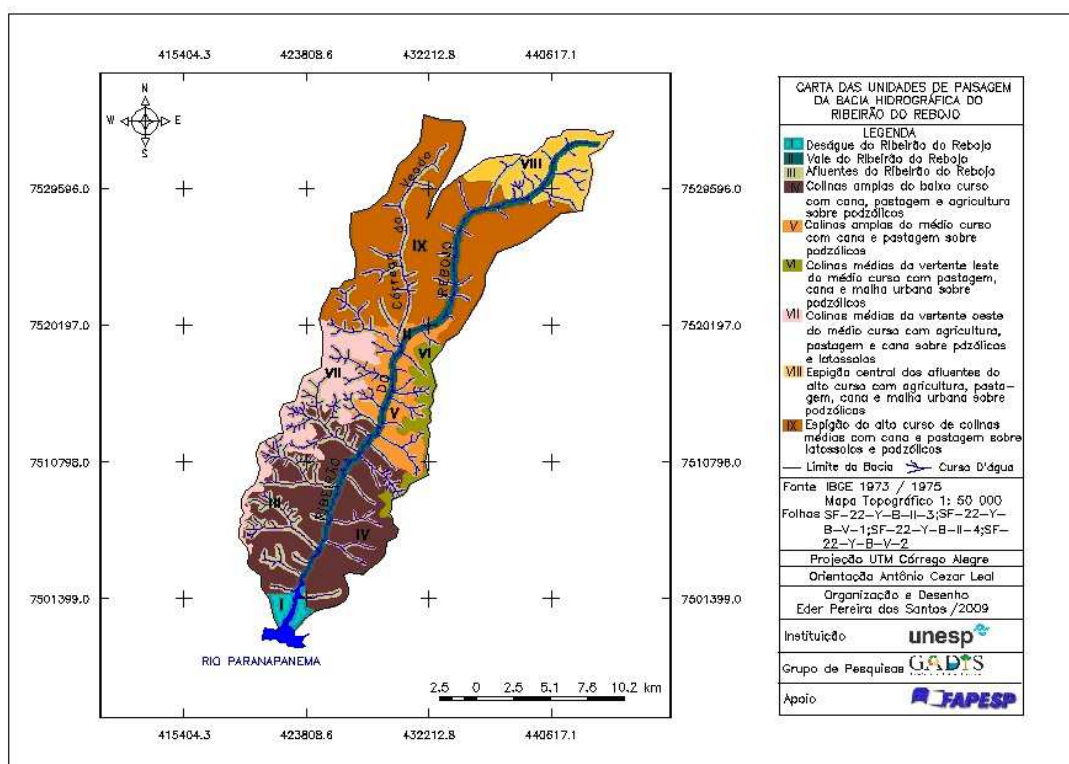 415404.3 423808.6 432212.8 440617.1
N
W E
S
7529596.0
7520197.0
7510798.0
7501399.0
7529596.0
7520197.0
7510798.0
7501399.0
VIII
Córrego do Veado
IX
REBOJO
II
VI
VII
DO
V
RIBEIRÃO
III
IV
I
RIO PARANAPANEMA
2.5 0 2.5 5.1 7.6 10.2 km
415404.3 423808.6 432212.8 440617.1
CARTA DAS UNIDADES DE PAISAGEM
DA BACIA HIDROGRÁFICA DO
RIBEIRÃO DO REBOJO
LEGENDA
I Deságue do Ribeirão do Rebojo
II Vale do Ribeirão do Rebojo
III Afluentes do Ribeirão do Rebojo
IV Colinas amplas do baixo curso
com cana, pastagem e agricultura
sobre podzólicos
V Colinas amplas do médio curso
com cana e pastagem sobre
podzólicos
VI Colinas médias da vertente leste
do médio curso com pastagem,
cana e malha urbana sobre
podzólicos
VII Colinas médias da vertente oeste
do médio curso com agricultura,
pastagem e cana sobre pdzólicos
e latossolos
VIII Espigão central dos afluentes do
alto curso com agricultura, pasta-
gem, cana e malha urbana sobre
podzólicos
IX Espigão do alto curso de colinas
médias com cana e pastagem sobre
latossolos e podzólicos
Limite da Bacia Curso D'água
Fonte IBGE 1973 / 1975
Mapa Topográfico 1: 50 000
Folhas SF-22-Y-B-II-3;SF-22-Y-
B-V-1;SF-22-Y-B-II-4;SF-
22-Y-B-V-2
Projeção UTM Córrego Alegre
Orientação Antônio Cezar Leal
Organização e Desenho
Eder Pereira dos Santos /2009
Instituição unesp
Grupo de Pesquisas GADIS
Apoio FAPESP